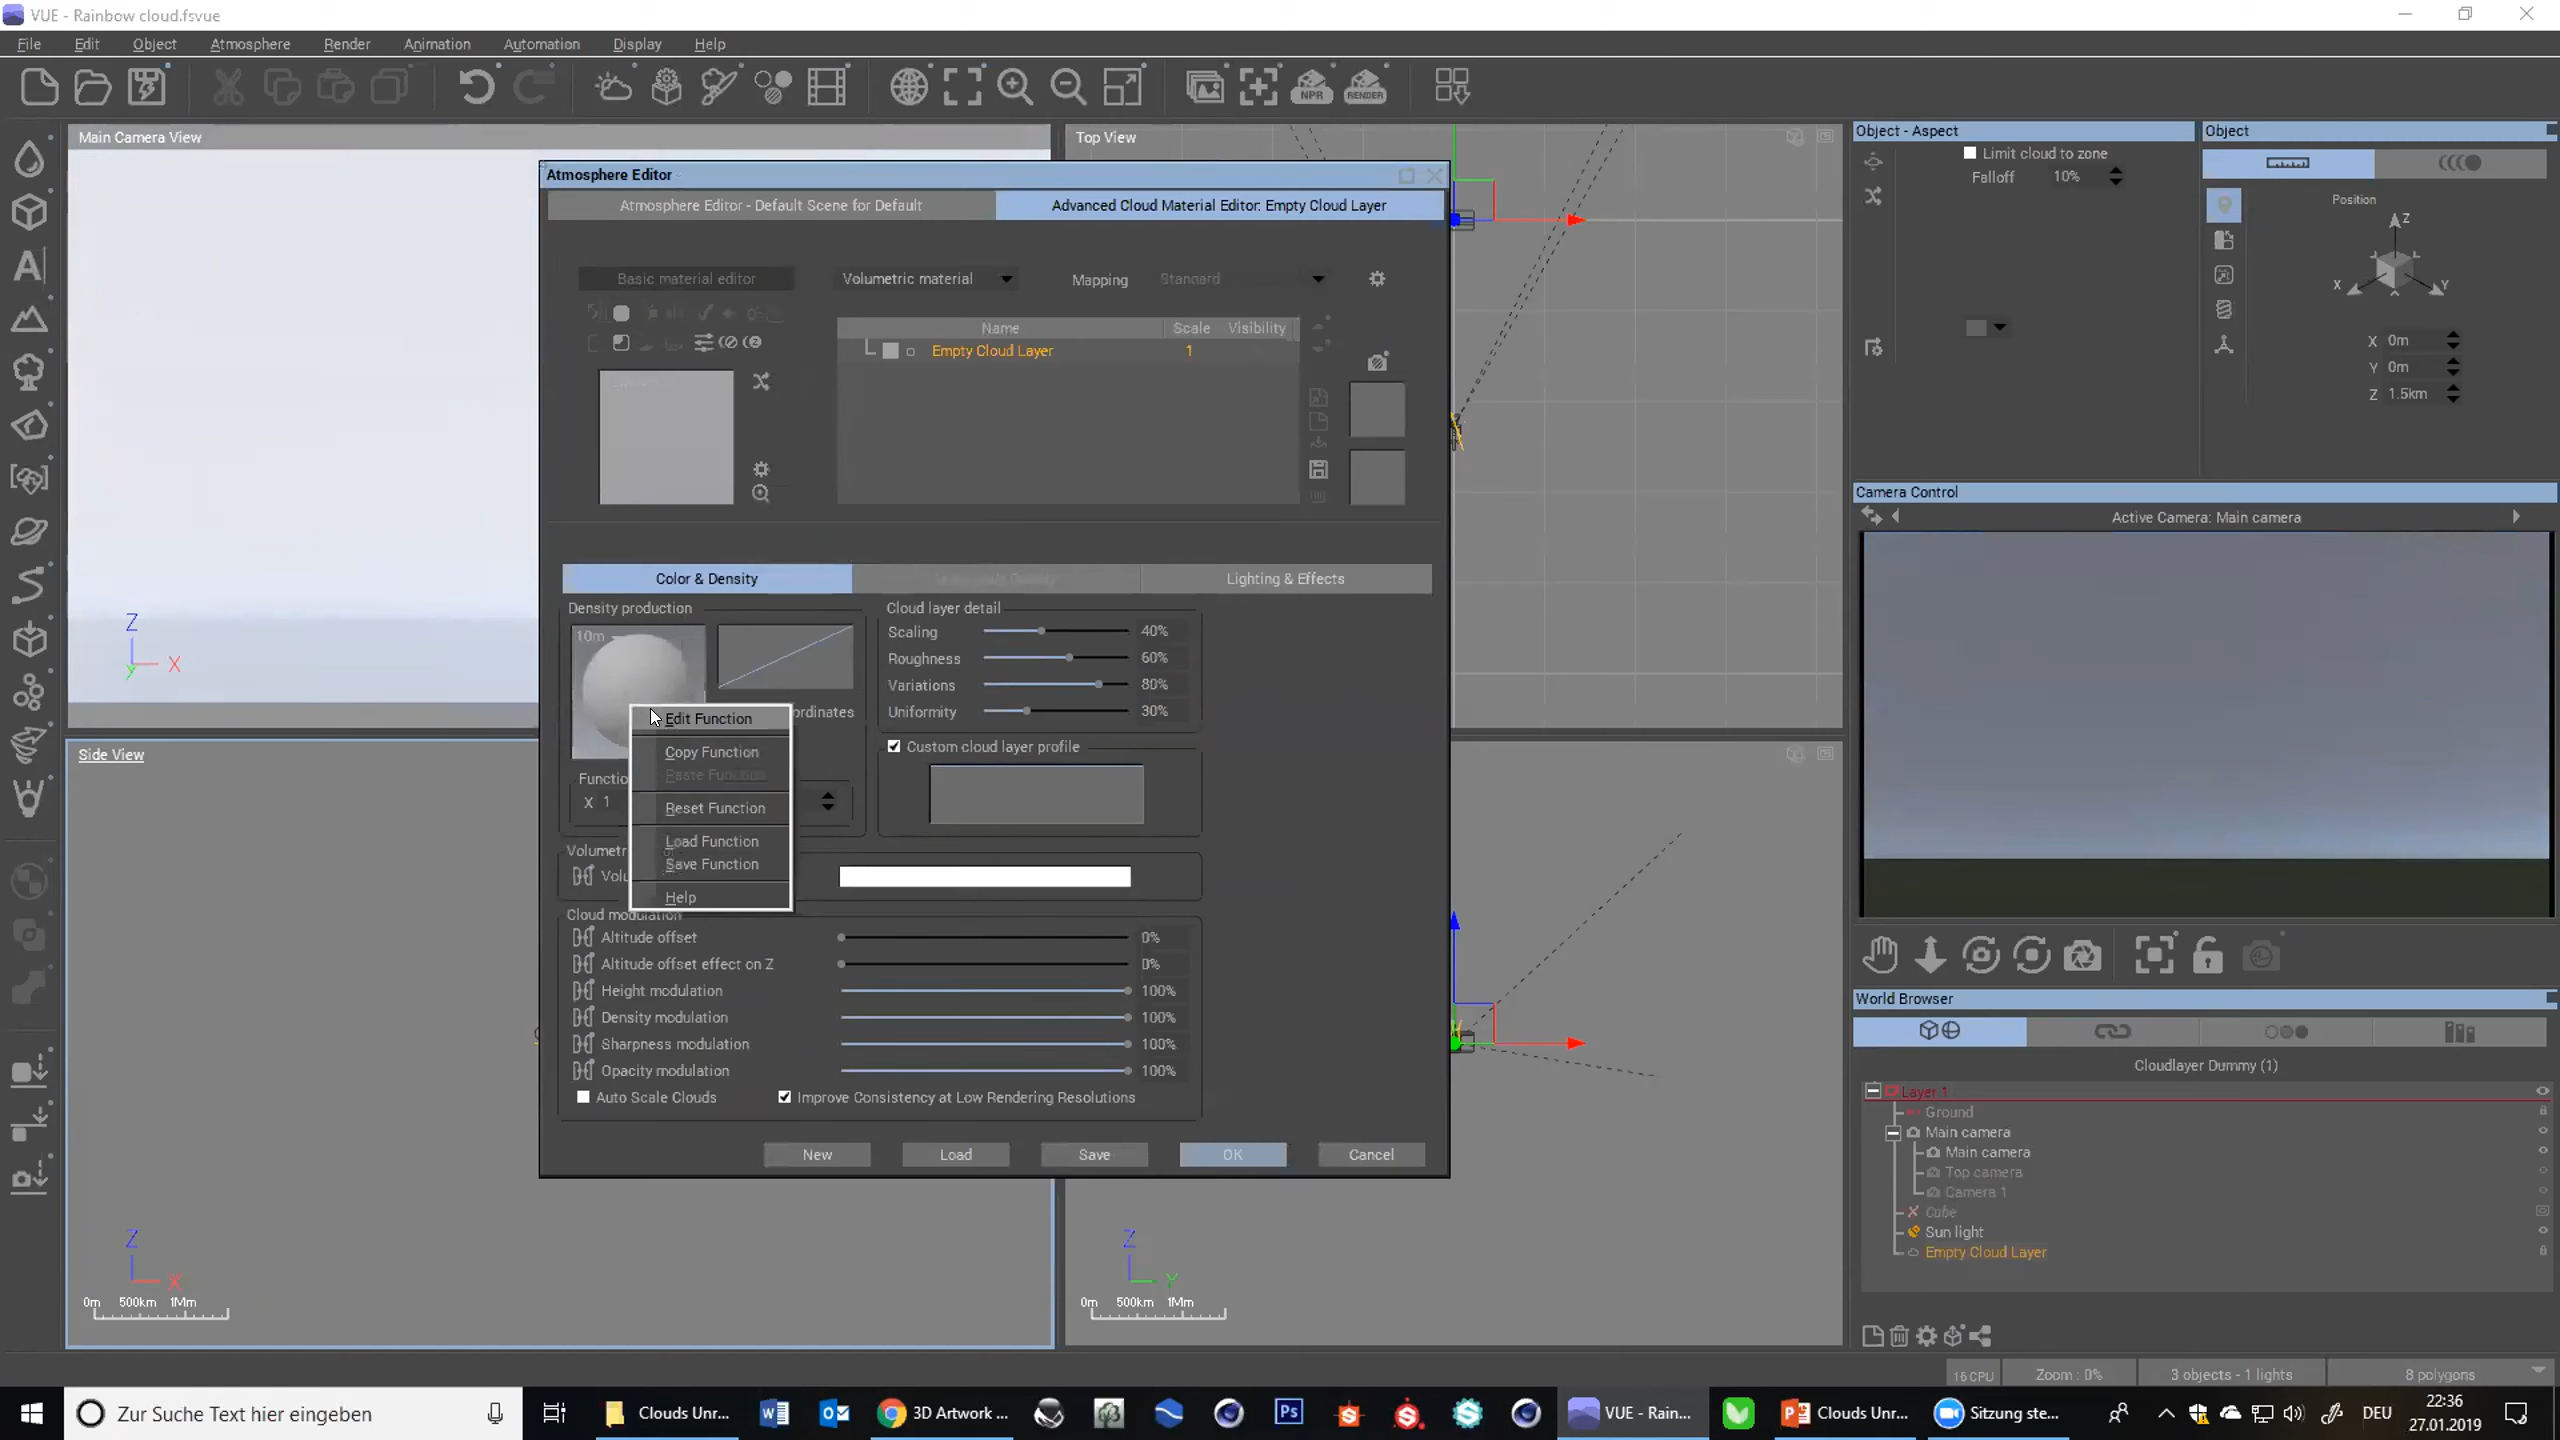 VUE - Rainbow cloud.fsvue
File Edit Object Atmosphere Render Animation Automation Display Help
NPR RENDER
Main Camera View
Top View
Object - Aspect
Object
Limit cloud to zone
Falloff 10%
Position
Z
X Y
X 0m
Y 0m
Z 1.5km
Atmosphere Editor
Atmosphere Editor - Default Scene for Default
Advanced Cloud Material Editor: Empty Cloud Layer
Basic material editor
Volumetric material
Mapping Standard
Name Scale Visibility
Empty Cloud Layer 1
Color & Density
Lighting & Effects
Density production
10m
Cloud layer detail
Scaling 40%
Roughness 60%
Variations 80%
Uniformity 30%
Edit Function
Copy Function
Paste Function
Reset Function
Load Function
Save Function
Help
X 1
Custom cloud layer profile
Cloud modulation
Altitude offset 0%
Altitude offset effect on Z 0%
Height modulation 100%
Density modulation 100%
Sharpness modulation 100%
Opacity modulation 100%
Auto Scale Clouds
Improve Consistency at Low Rendering Resolutions
New Load Save OK Cancel
Z
X
Y
Side View
Z
X
0m 500km 1Mm
Z
Y
0m 500km 1Mm
Camera Control
Active Camera: Main camera
World Browser
Cloudlayer Dummy (1)
Layer 1
Ground
Main camera
Main camera
Top camera
Camera 1
Cube
Sun light
Empty Cloud Layer
16 CPU Zoom : 0% 3 objects - 1 lights 8 polygons
Zur Suche Text hier eingeben
Clouds Unr...
3D Artwork ...
Ps
VUE - Rain...
Clouds Unr...
Sitzung ste...
DEU
22:36
27.01.2019